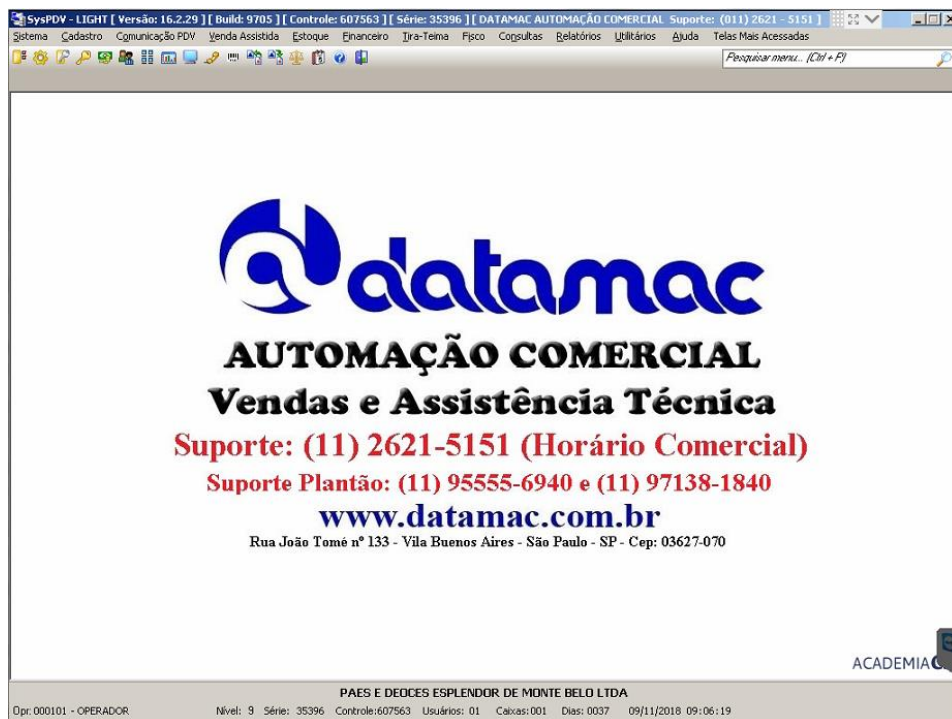 SysPDV - LIGHT [ Versão: 16.2.29 ] [ Build: 9705 ] [ Controle: 607563 ] [ Série: 35396 ] [ DATAMAC AUTOMAÇÃO COMERCIAL Suporte: (011) 2621 - 5151 ]
Sistema Cadastro Comunicação PDV Venda Assistida Estoque Financeiro Tira-Teima Fisco Consultas Relatórios Utilitários Ajuda Telas Mais Acessadas
Pesquisar menu... (Ctrl + P)
datamac
AUTOMAÇÃO COMERCIAL
Vendas e Assistência Técnica
Suporte: (11) 2621-5151 (Horário Comercial)
Suporte Plantão: (11) 95555-6940 e (11) 97138-1840
www.datamac.com.br
Rua João Tomé nº 133 - Vila Buenos Aires - São Paulo - SP - Cep: 03627-070
ACADEMIA
PAES E DEOCES ESPLENDOR DE MONTE BELO LTDA
Opr: 000101 - OPERADOR Nível: 9 Série: 35396 Controle:607563 Usuários: 01 Caixas: 001 Dias: 0037 09/11/2018 09:06:19